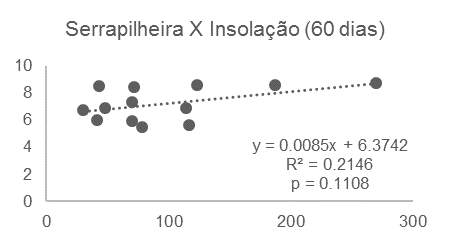 Serrapilheira X Insolação (60 dias)
10
8
6
4
2
0
y = 0.0085x + 6.3742
R² = 0.2146
p = 0.1108
0 100 200 300